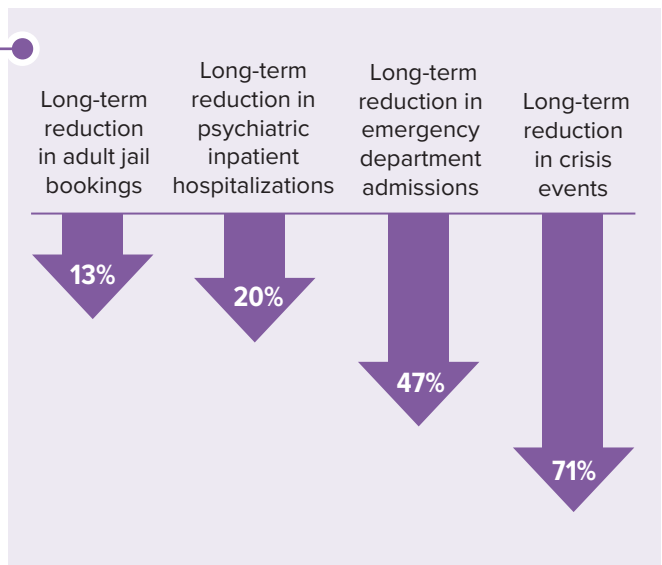 Long-term
reduction
in adult jail
bookings
Long-term
reduction in
psychiatric
inpatient
hospitalizations
Long-term
reduction in
emergency
department
admissions
Long-term
reduction
in crisis
events
13%
20%
47%
71%